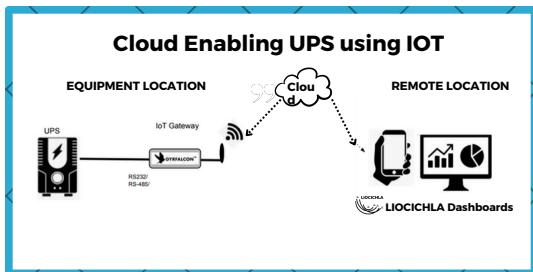 Cloud Enabling UPS using IOT
EQUIPMENT LOCATION
Clou
d
REMOTE LOCATION
UPS
IoT Gateway
GYRFALCON™
RS232/
RS-485/
LIOCICHLA
LIOCICHLA Dashboards